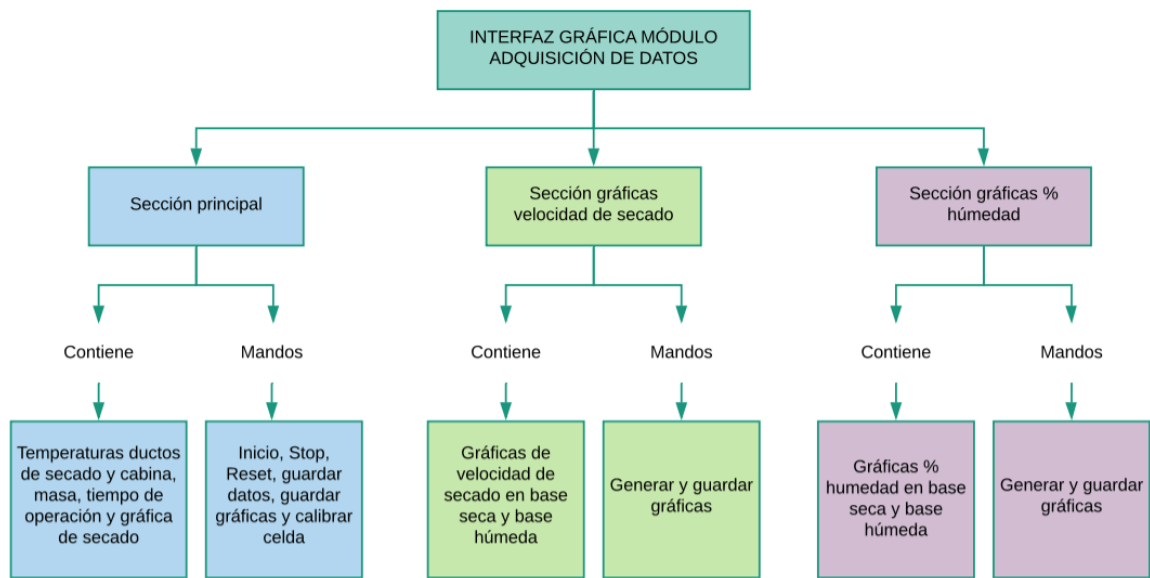 INTERFAZ GRÁFICA MÓDULO
ADQUISICIÓN DE DATOS
Sección principal
Sección gráficas
velocidad de secado
Sección gráficas %
húmedad
Contiene
Mandos
Contiene
Mandos
Contiene
Mandos
Temperaturas ductos
de secado y cabina,
masa, tiempo de
operación y gráfica
de secado
Inicio, Stop,
Reset, guardar
datos, guardar
gráficas y calibrar
celda
Gráficas de
velocidad de
secado en base
seca y base
húmeda
Generar y guardar
gráficas
Gráficas %
humedad en base
seca y base
húmeda
Generar y guardar
gráficas